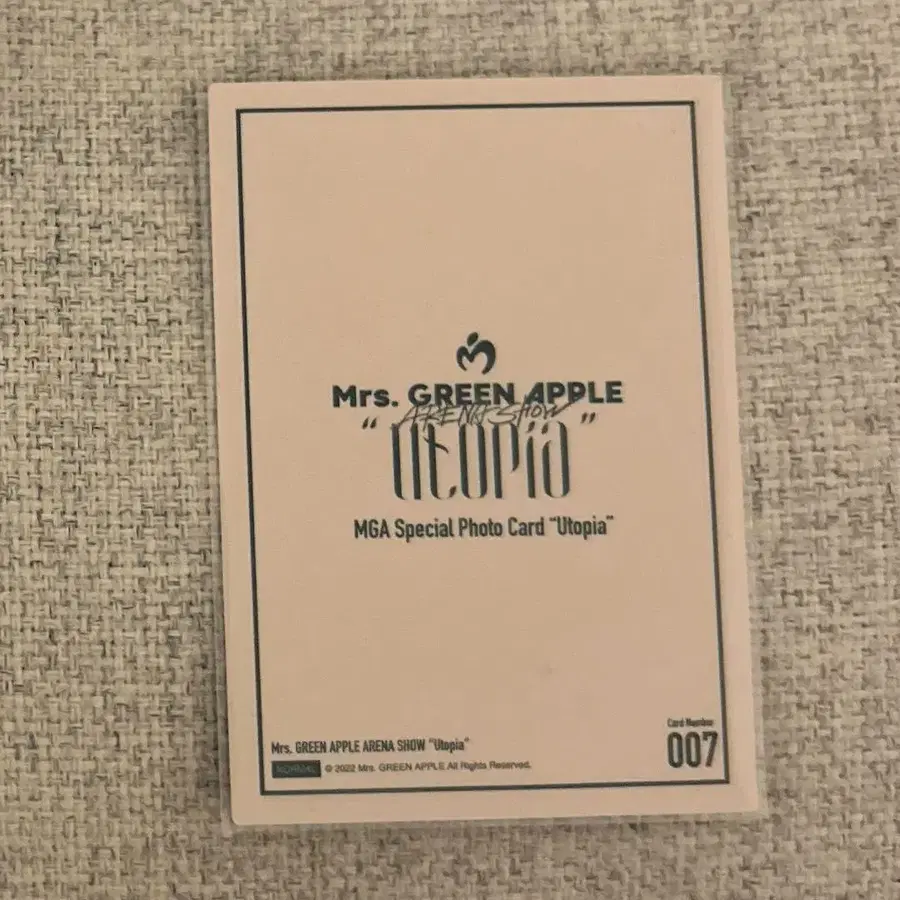 Mrs. GREEN APPLE
ARENA SHOW
“Utopia”
MGA Special Photo Card “Utopia”
Card Number
007
Mrs. GREEN APPLE ARENA SHOW “Utopia”
NORMAL © 2022 Mrs. GREEN APPLE All Rights Reserved.